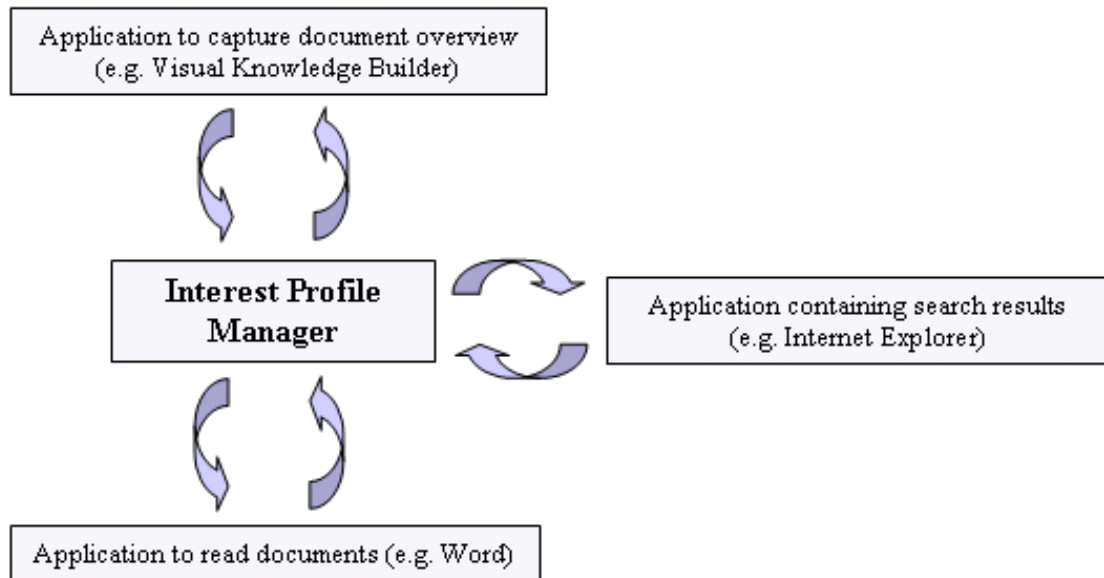 Application to capture document overview
(e.g. Visual Knowledge Builder)
Interest Profile
Manager
Application containing search results
(e.g. Internet Explorer)
Application to read documents (e.g. Word)